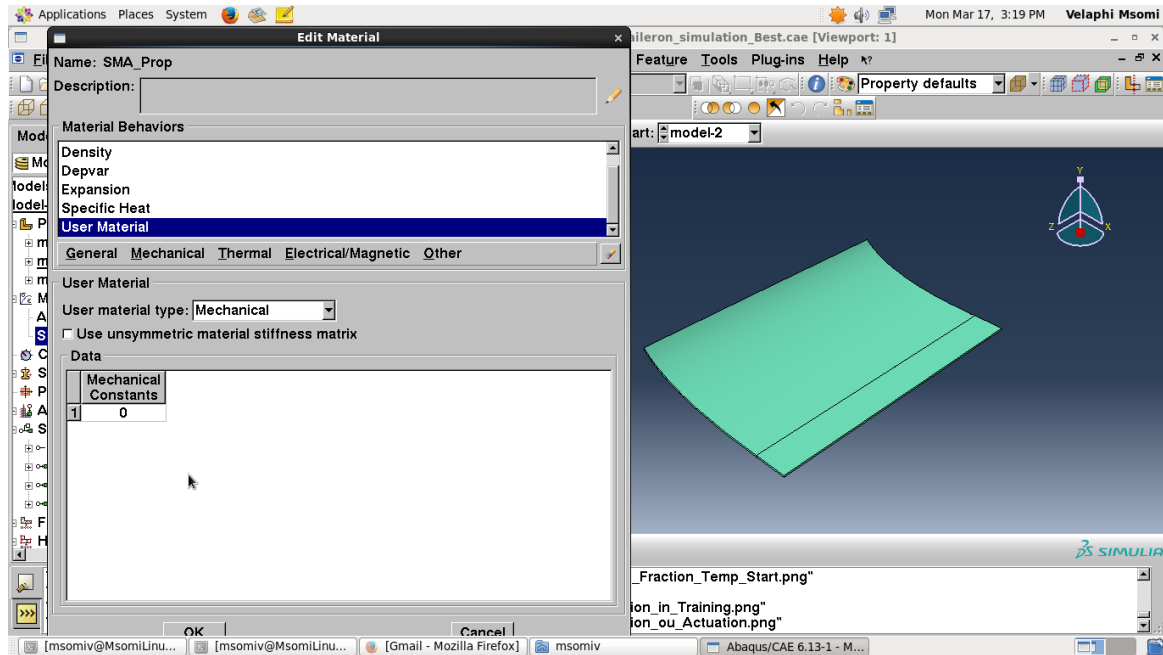 Applications Places System Mon Mar 17, 3:19 PM Velaphi Msomi
Edit Material
aileron_simulation_Best.cae [Viewport: 1]
Name: SMA_Prop
Feature Tools Plug-ins Help
Description:
Property defaults
Material Behaviors
art: model-2
Density
Depvar
Expansion
Specific Heat
User Material
General Mechanical Thermal Electrical/Magnetic Other
User Material
User material type: Mechanical
Use unsymmetric material stiffness matrix
Data
Mechanical
Constants
1 0
Y
Z X
SIMULIA
_Fraction_Temp_Start.png"
ion_in_Training.png"
ion_ou_Actuation.png"
OK Cancel
[msomiv@MsomiLinu... [msomiv@MsomiLinu... [Gmail - Mozilla Firefox] msomiv Abaqus/CAE 6.13-1 - M...